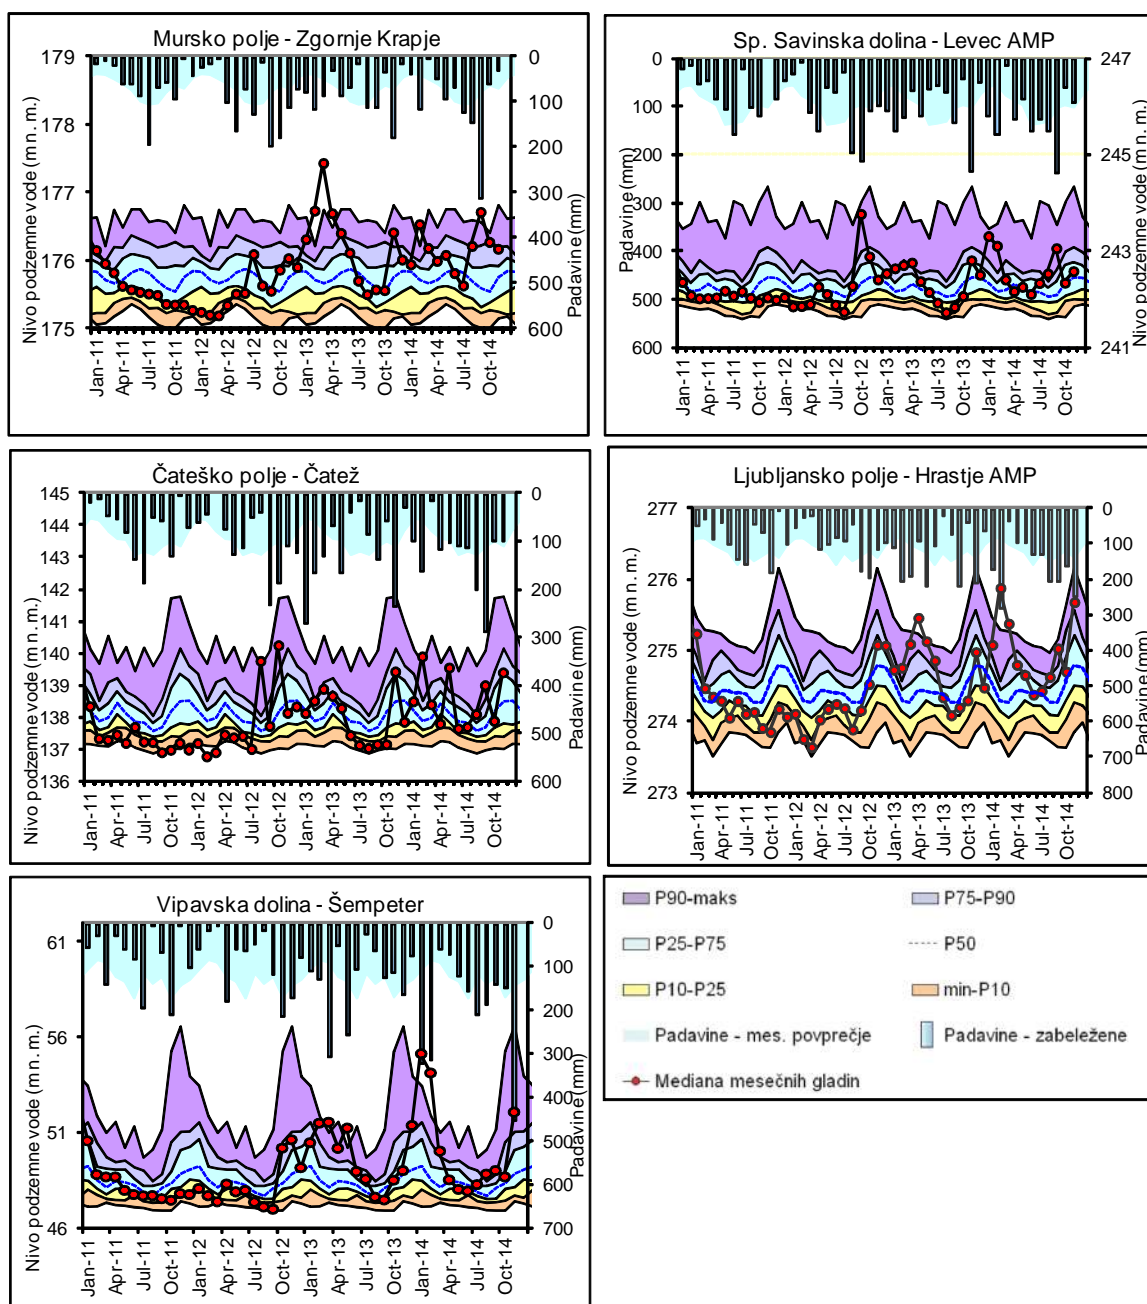 Mursko polje - Zgornje Krapje
Nivo podzemne vode (m n. m.)
179
178
177
176
175
0
100
200
300
400
500
600
Padavine (mm)
Jan-11
Apr-11
Jul-11
Oct-11
Jan-12
Apr-12
Jul-12
Oct-12
Jan-13
Apr-13
Jul-13
Oct-13
Jan-14
Apr-14
Jul-14
Oct-14
Sp. Savinska dolina - Levec AMP
Padavine (mm)
0
100
200
300
400
500
600
247
245
243
241
Nivo podzemne vode (m n. m.)
Jan-11
Apr-11
Jul-11
Oct-11
Jan-12
Apr-12
Jul-12
Oct-12
Jan-13
Apr-13
Jul-13
Oct-13
Jan-14
Apr-14
Jul-14
Oct-14
Čateško polje - Čatež
Nivo podzemne vode (m n. m.)
145
144
143
142
141
140
139
138
137
136
0
100
200
300
400
500
600
Padavine (mm)
Jan-11
Apr-11
Jul-11
Oct-11
Jan-12
Apr-12
Jul-12
Oct-12
Jan-13
Apr-13
Jul-13
Oct-13
Jan-14
Apr-14
Jul-14
Oct-14
Ljubljansko polje - Hrastje AMP
Nivo podzemne vode (m n. m.)
277
276
275
274
273
0
100
200
300
400
500
600
700
800
Padavine (mm)
Jan-11
Apr-11
Jul-11
Oct-11
Jan-12
Apr-12
Jul-12
Oct-12
Jan-13
Apr-13
Jul-13
Oct-13
Jan-14
Apr-14
Jul-14
Oct-14
Vipavska dolina - Šempeter
Nivo podzemne vode (m n. m.)
61
56
51
46
0
100
200
300
400
500
600
700
Padavine (mm)
Jan-11
Apr-11
Jul-11
Oct-11
Jan-12
Apr-12
Jul-12
Oct-12
Jan-13
Apr-13
Jul-13
Oct-13
Jan-14
Apr-14
Jul-14
Oct-14
P90-maks
P75-P90
P25-P75
P50
P10-P25
min-P10
Padavine - mes. povprečje
Padavine - zabeležene
Mediana mesečnih gladin